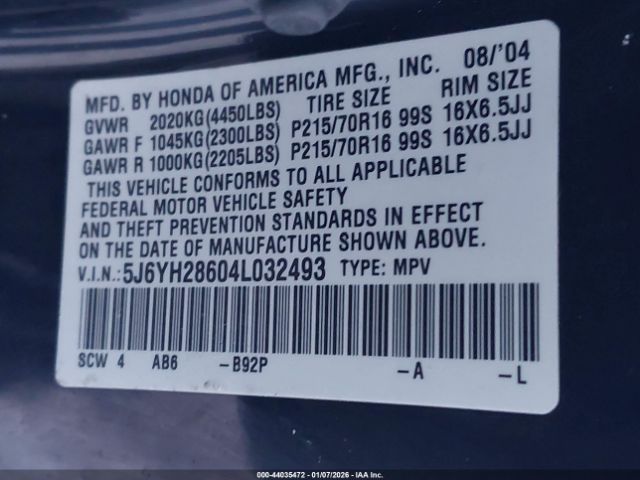 MFD. BY HONDA OF AMERICA MFG., INC. 08/'04
GVWR 2020KG(4450LBS) TIRE SIZE RIM SIZE
GAWR F 1045KG(2300LBS) P215/70R16 99S 16X6.5JJ
GAWR R 1000KG(2205LBS) P215/70R16 99S 16X6.5JJ
THIS VEHICLE CONFORMS TO ALL APPLICABLE
FEDERAL MOTOR VEHICLE SAFETY
AND THEFT PREVENTION STANDARDS IN EFFECT
ON THE DATE OF MANUFACTURE SHOWN ABOVE.
V.I.N.: 5J6YH28604L032493 TYPE: MPV
SCW 4 AB6 -B92P -A -L
000-44035472 - 01/07/2026 - IAA Inc.